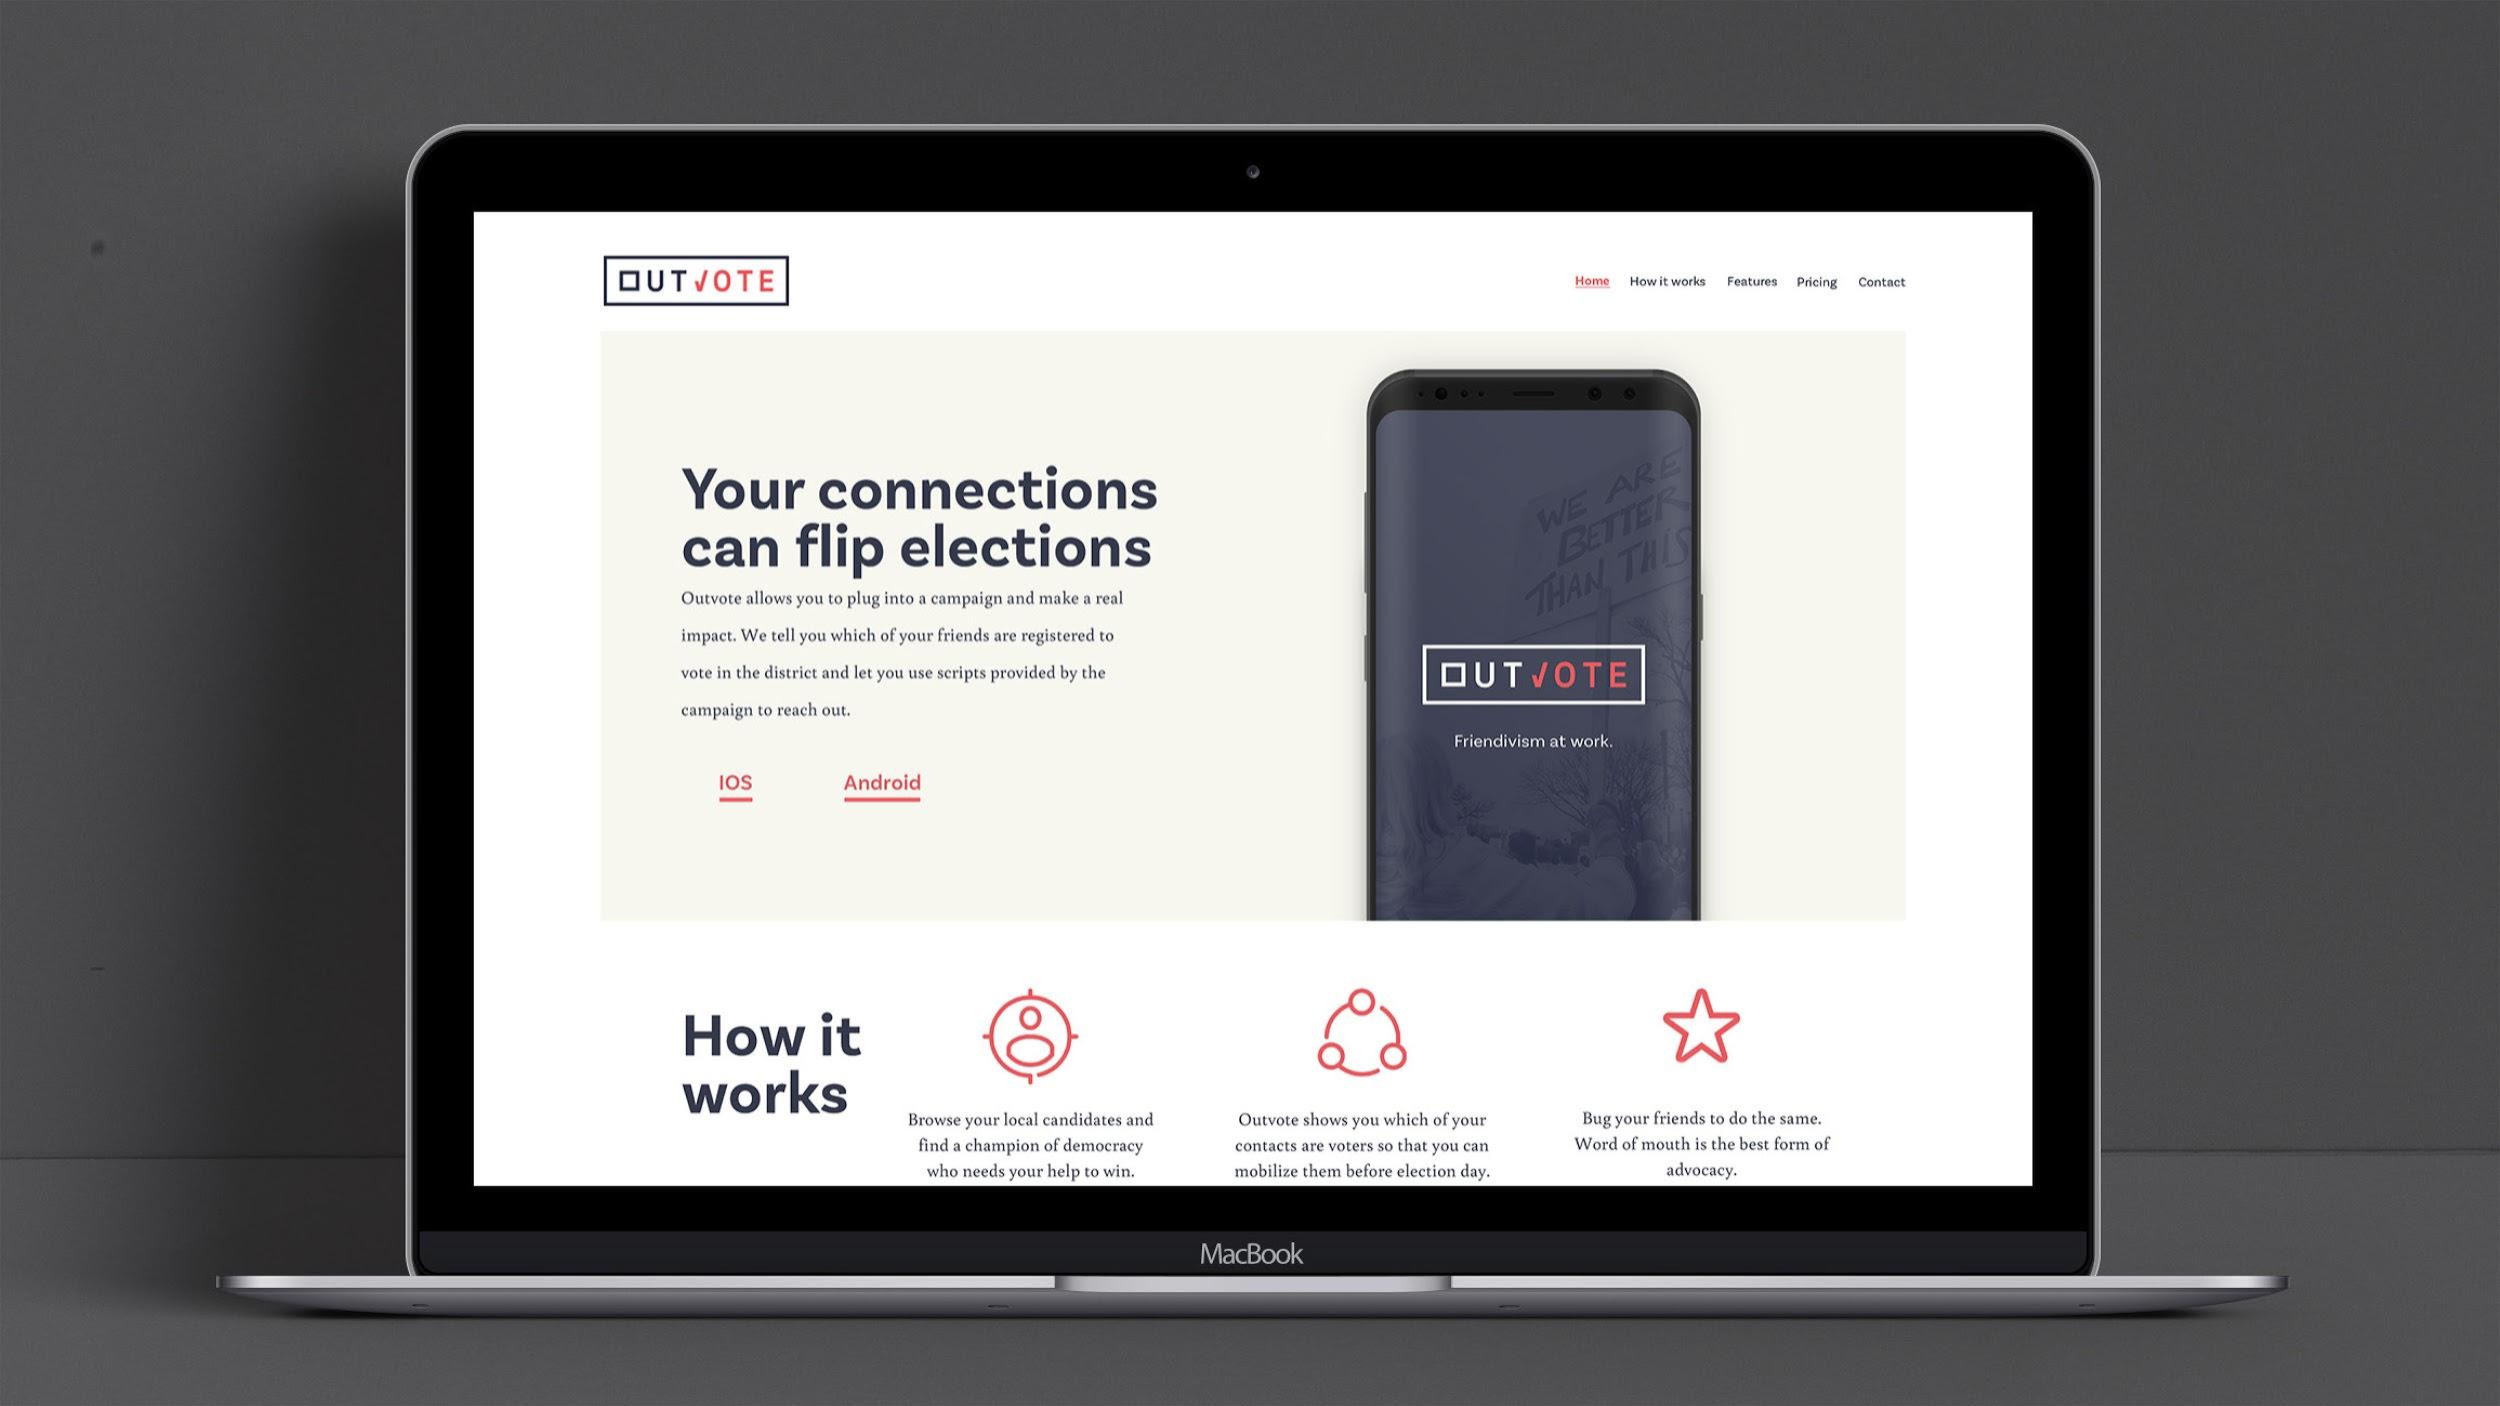 OUTVOTE
Home How it works Features Pricing Contact
Your connections
can flip elections
Outvote allows you to plug into a campaign and make a real
impact. We tell you which of your friends are registered to
vote in the district and let you use scripts provided by the
campaign to reach out.
IOS Android
WE ARE
BETTER
THAN THIS
OUTVOTE
Friendivism at work.
How it
works
Browse your local candidates and
find a champion of democracy
who needs your help to win.
Outvote shows you which of your
contacts are voters so that you can
mobilize them before election day.
Bug your friends to do the same.
Word of mouth is the best form of
advocacy.
MacBook